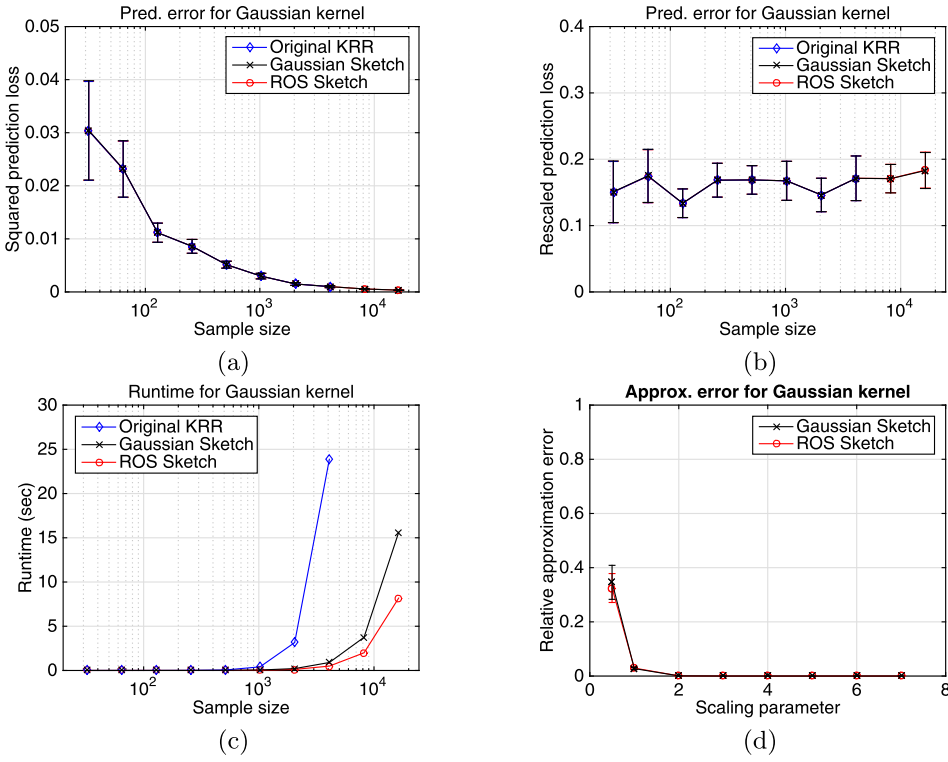 Pred. error for Gaussian kernel
0.05
0.04
0.03
0.02
0.01
0
Squared prediction loss
Original KRR
Gaussian Sketch
ROS Sketch
10^2
10^3
10^4
Sample size
(a)
Pred. error for Gaussian kernel
0.4
0.3
0.2
0.1
0
Rescaled prediction loss
Original KRR
Gaussian Sketch
ROS Sketch
10^2
10^3
10^4
Sample size
(b)
Runtime for Gaussian kernel
30
25
20
15
10
5
0
Runtime (sec)
Original KRR
Gaussian Sketch
ROS Sketch
10^2
10^3
10^4
Sample size
(c)
Approx. error for Gaussian kernel
1
0.8
0.6
0.4
0.2
0
Relative approximation error
Gaussian Sketch
ROS Sketch
0
2
4
6
8
Scaling parameter
(d)